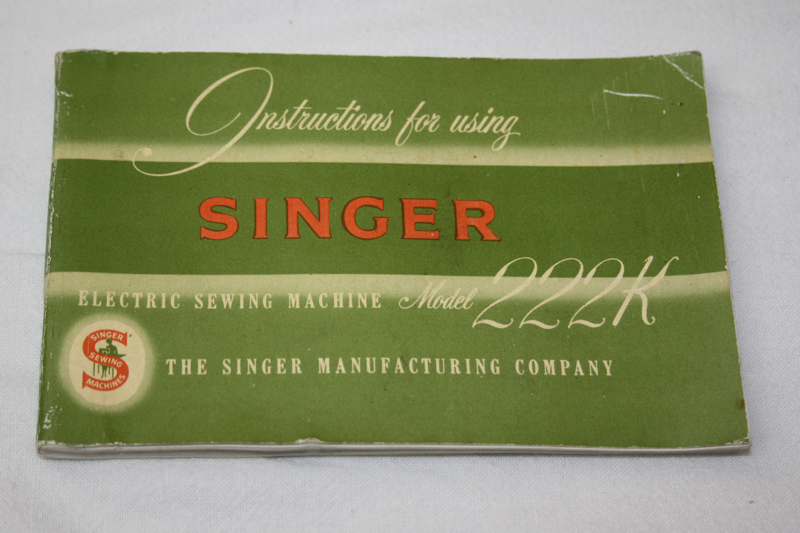 Instructions for using
SINGER
ELECTRIC SEWING MACHINE Model 222K
SINGER
SEWING
MACHINES
THE SINGER MANUFACTURING COMPANY